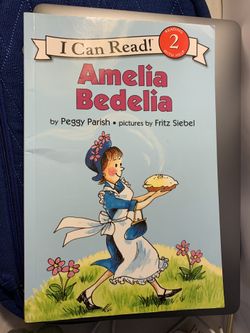 I Can Read!
2
Amelia
Bedelia
by Peggy Parish • pictures by Fritz Siebel